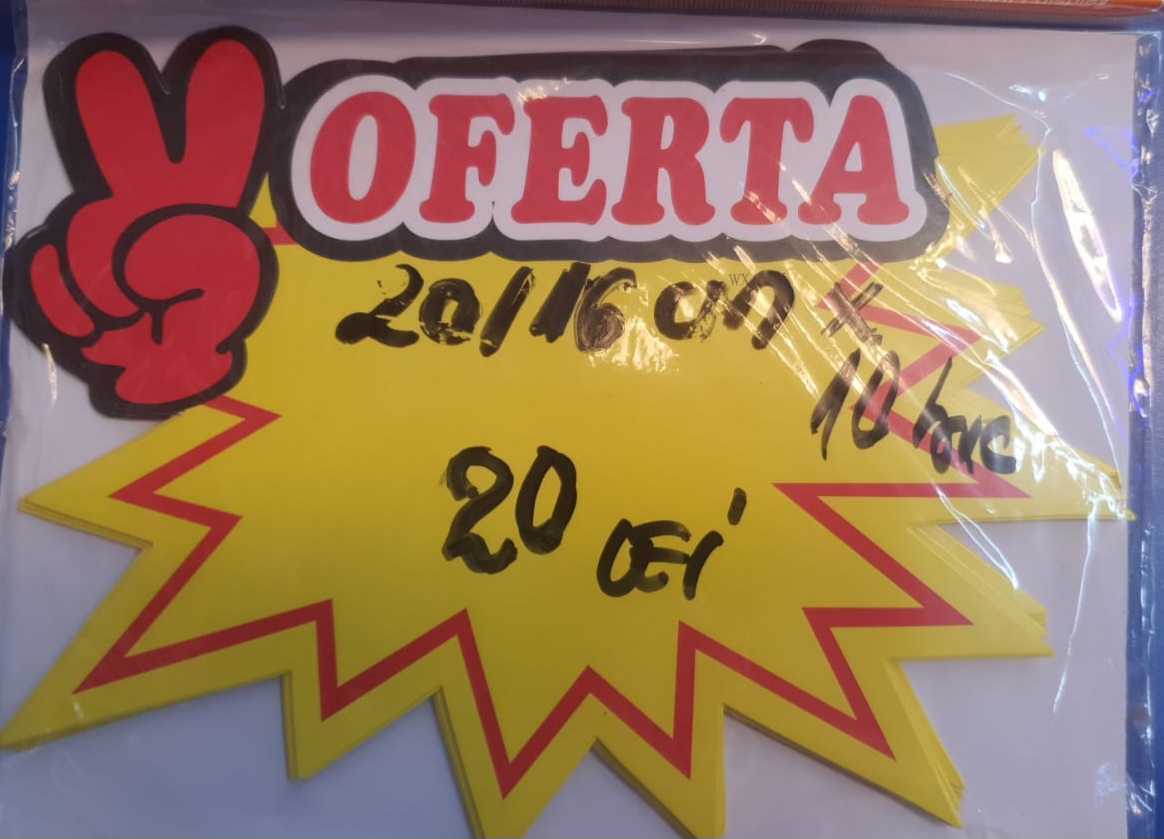 OFERTA
20/16 cm *
10 buc
20 LEI